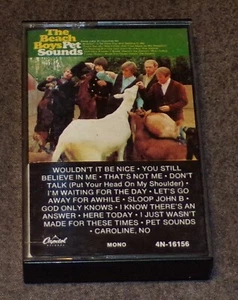 The
Beach
Boys Pet
Sounds
WOULDN'T IT BE NICE • YOU STILL
BELIEVE IN ME • THAT'S NOT ME • DON'T
TALK (Put Your Head On My Shoulder) •
I'M WAITING FOR THE DAY • LET'S GO
AWAY FOR AWHILE • SLOOP JOHN B •
GOD ONLY KNOWS • I KNOW THERE'S AN
ANSWER • HERE TODAY • I JUST WASN'T
MADE FOR THESE TIMES • PET SOUNDS
• CAROLINE, NO
Capitol
MONO
4N-16156